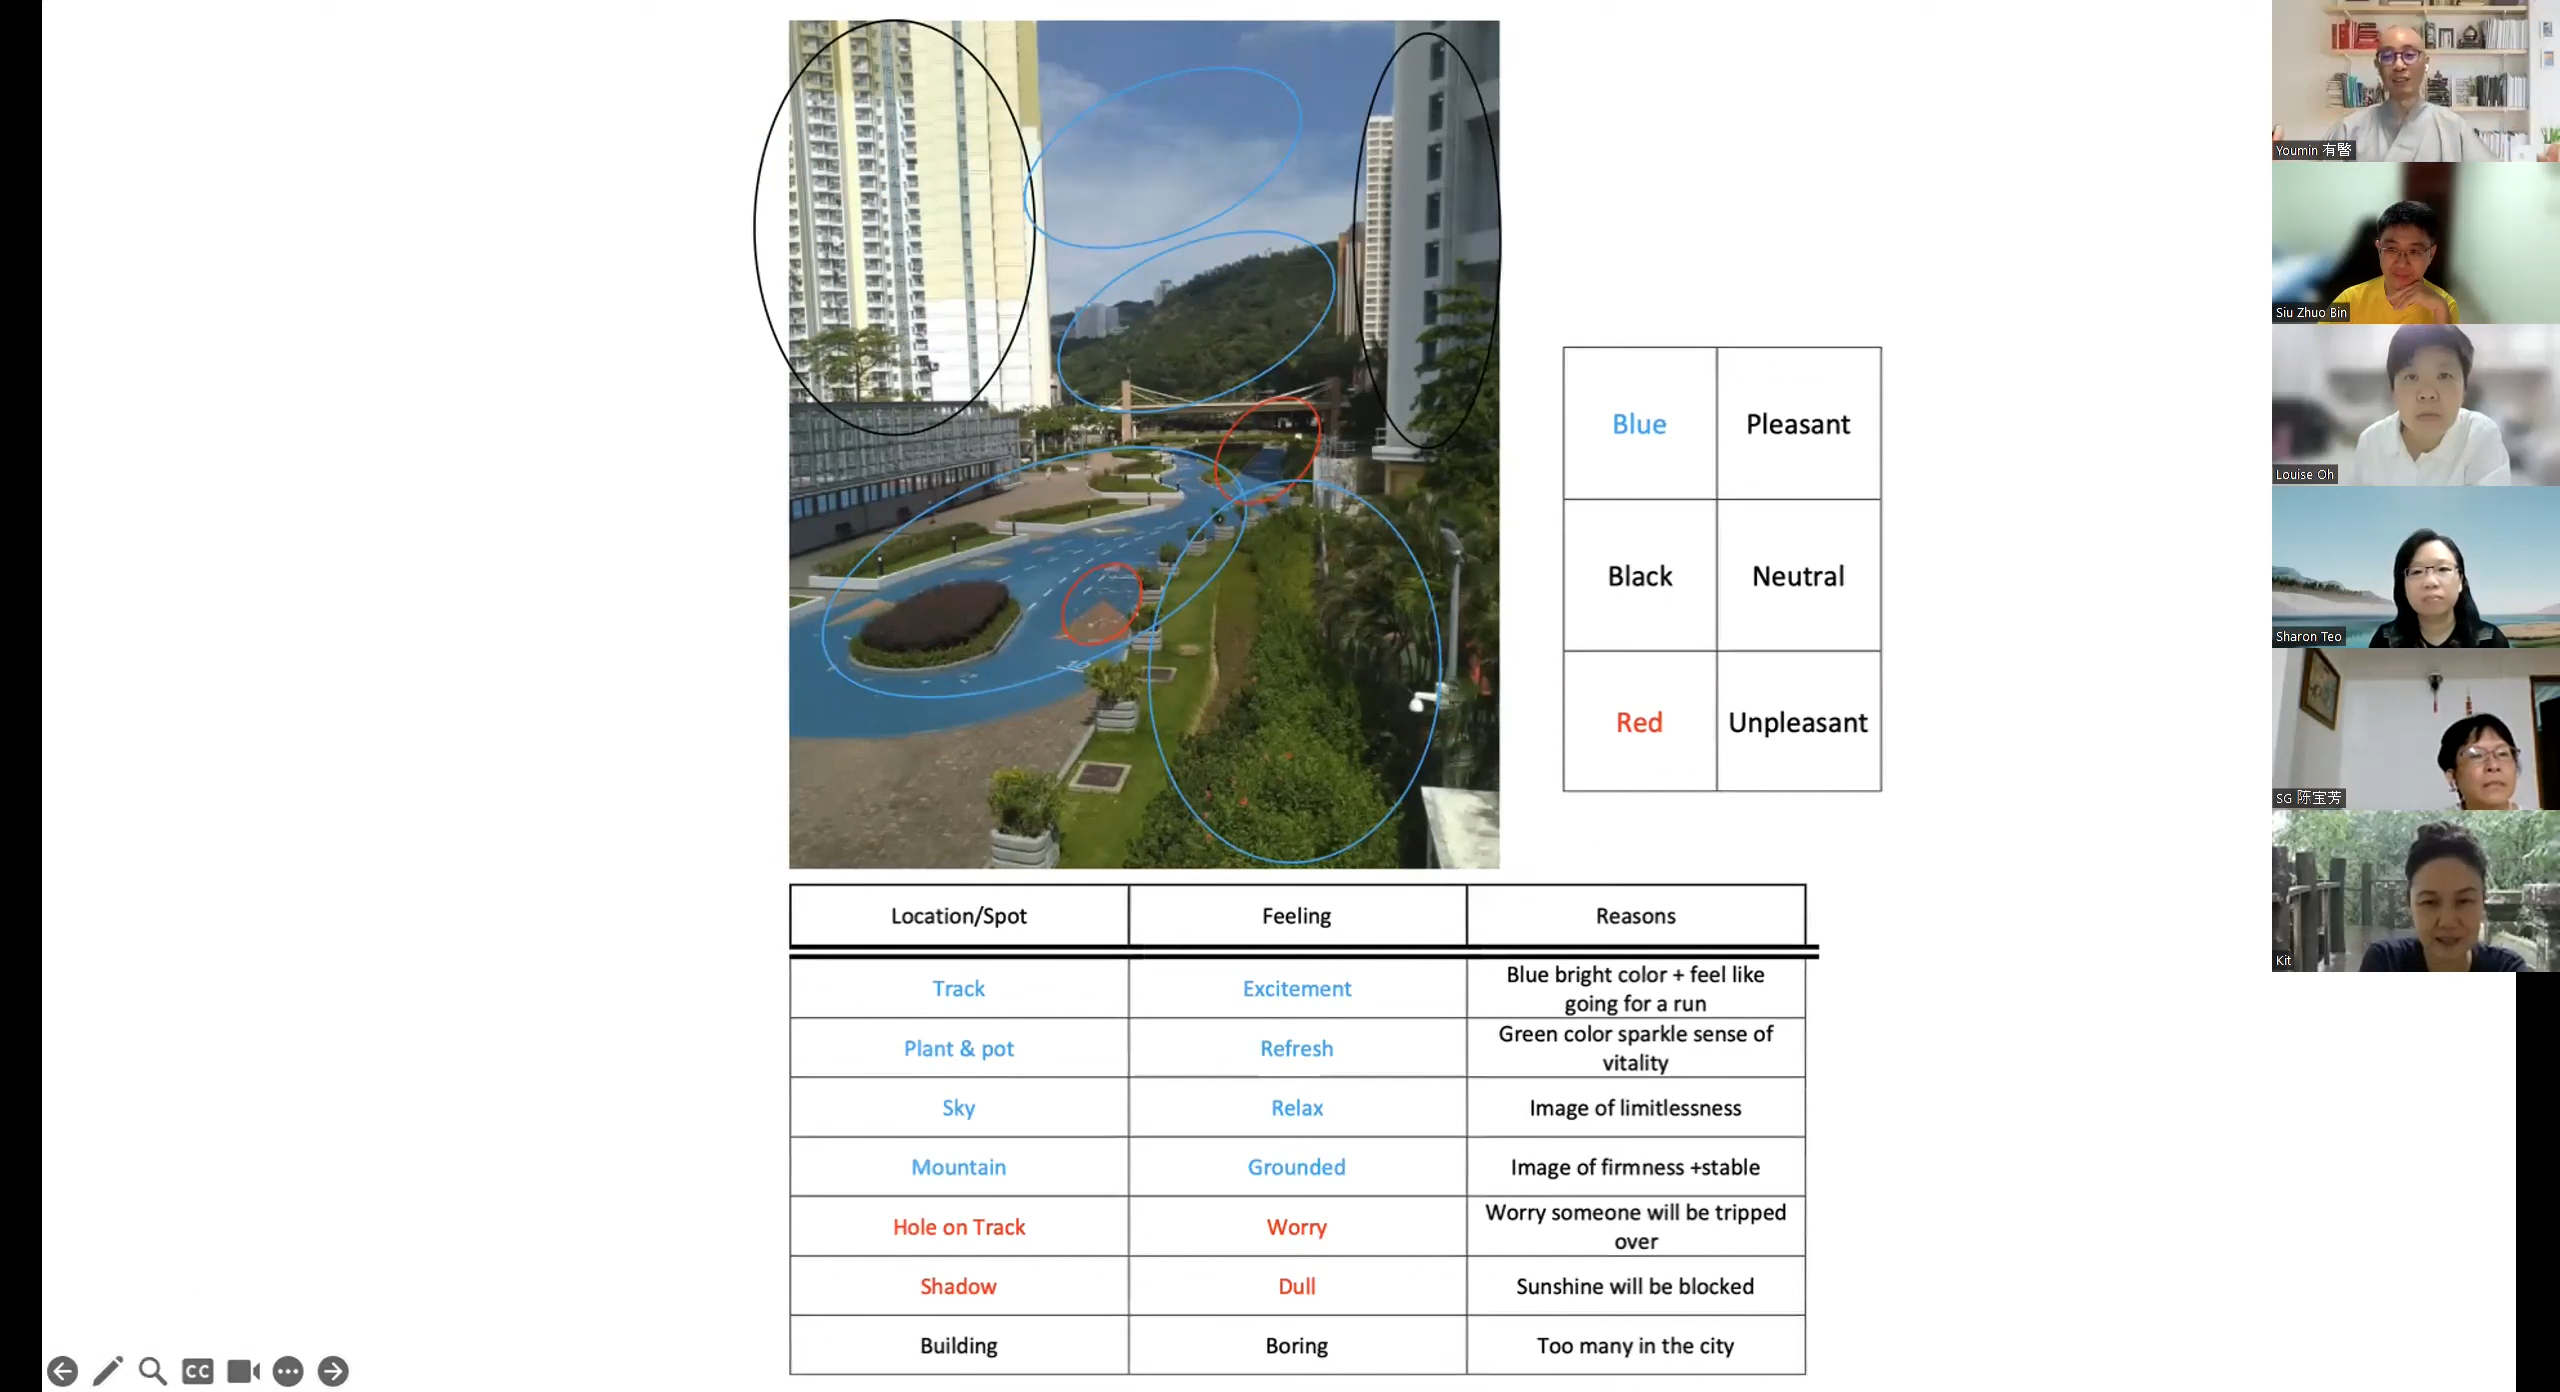 Blue
Pleasant
Black
Neutral
Red
Unpleasant
Location/Spot
Feeling
Reasons
Track
Excitement
Blue bright color + feel like
going for a run
Plant & pot
Refresh
Green color sparkle sense of
vitality
Sky
Relax
Image of limitlessness
Mountain
Grounded
Image of firmness +stable
Hole on Track
Worry
Worry someone will be tripped
over
Shadow
Dull
Sunshine will be blocked
Building
Boring
Too many in the city
CC
Youmin 有暋
Siu Zhuo Bin
Louise Oh
Sharon Teo
SG 陈宝芳
Kit